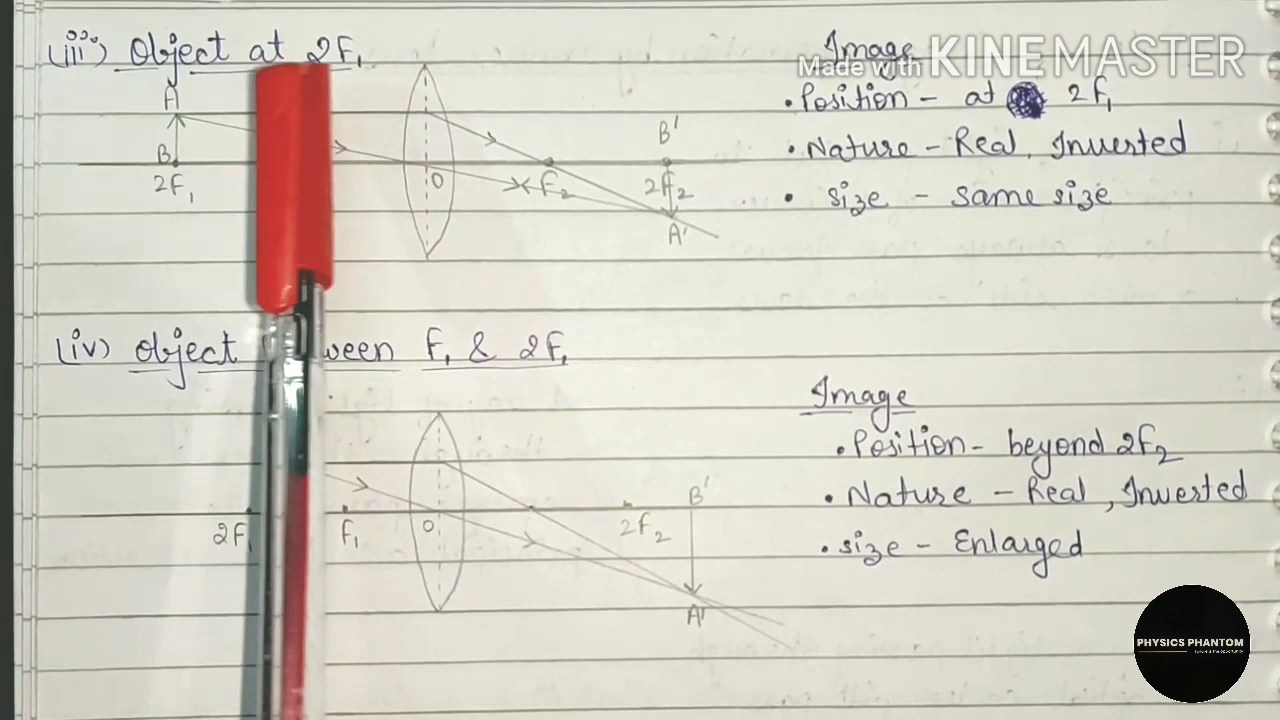 (iii) Object at 2F₁
Image
Made with KINEMASTER
• Position - at 2F₁
• Nature - Real, Inverted
• size - Same size
A
B
2F₁
O
F₂
B'
2F₂
A'
(iv) Object ween F₁ & 2F₁
Image
• Position - beyond 2F₂
• Nature - Real, Inverted
• size - Enlarged
2F₁
F₁
O
2F₂
B'
A'
PHYSICS PHANTOM